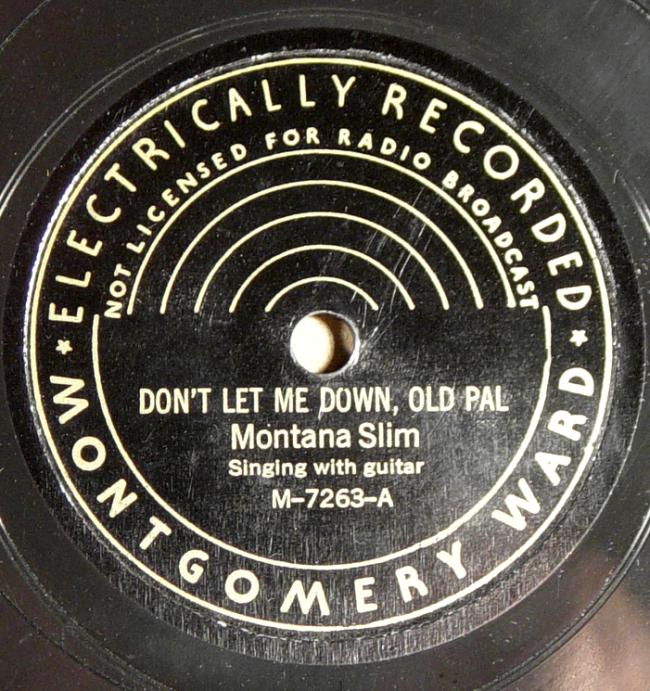 ELECTRICALLY RECORDED
NOT LICENSED FOR RADIO BROADCAST
DON'T LET ME DOWN, OLD PAL
Montana Slim
Singing with guitar
M-7263-A
* MONTGOMERY WARD *